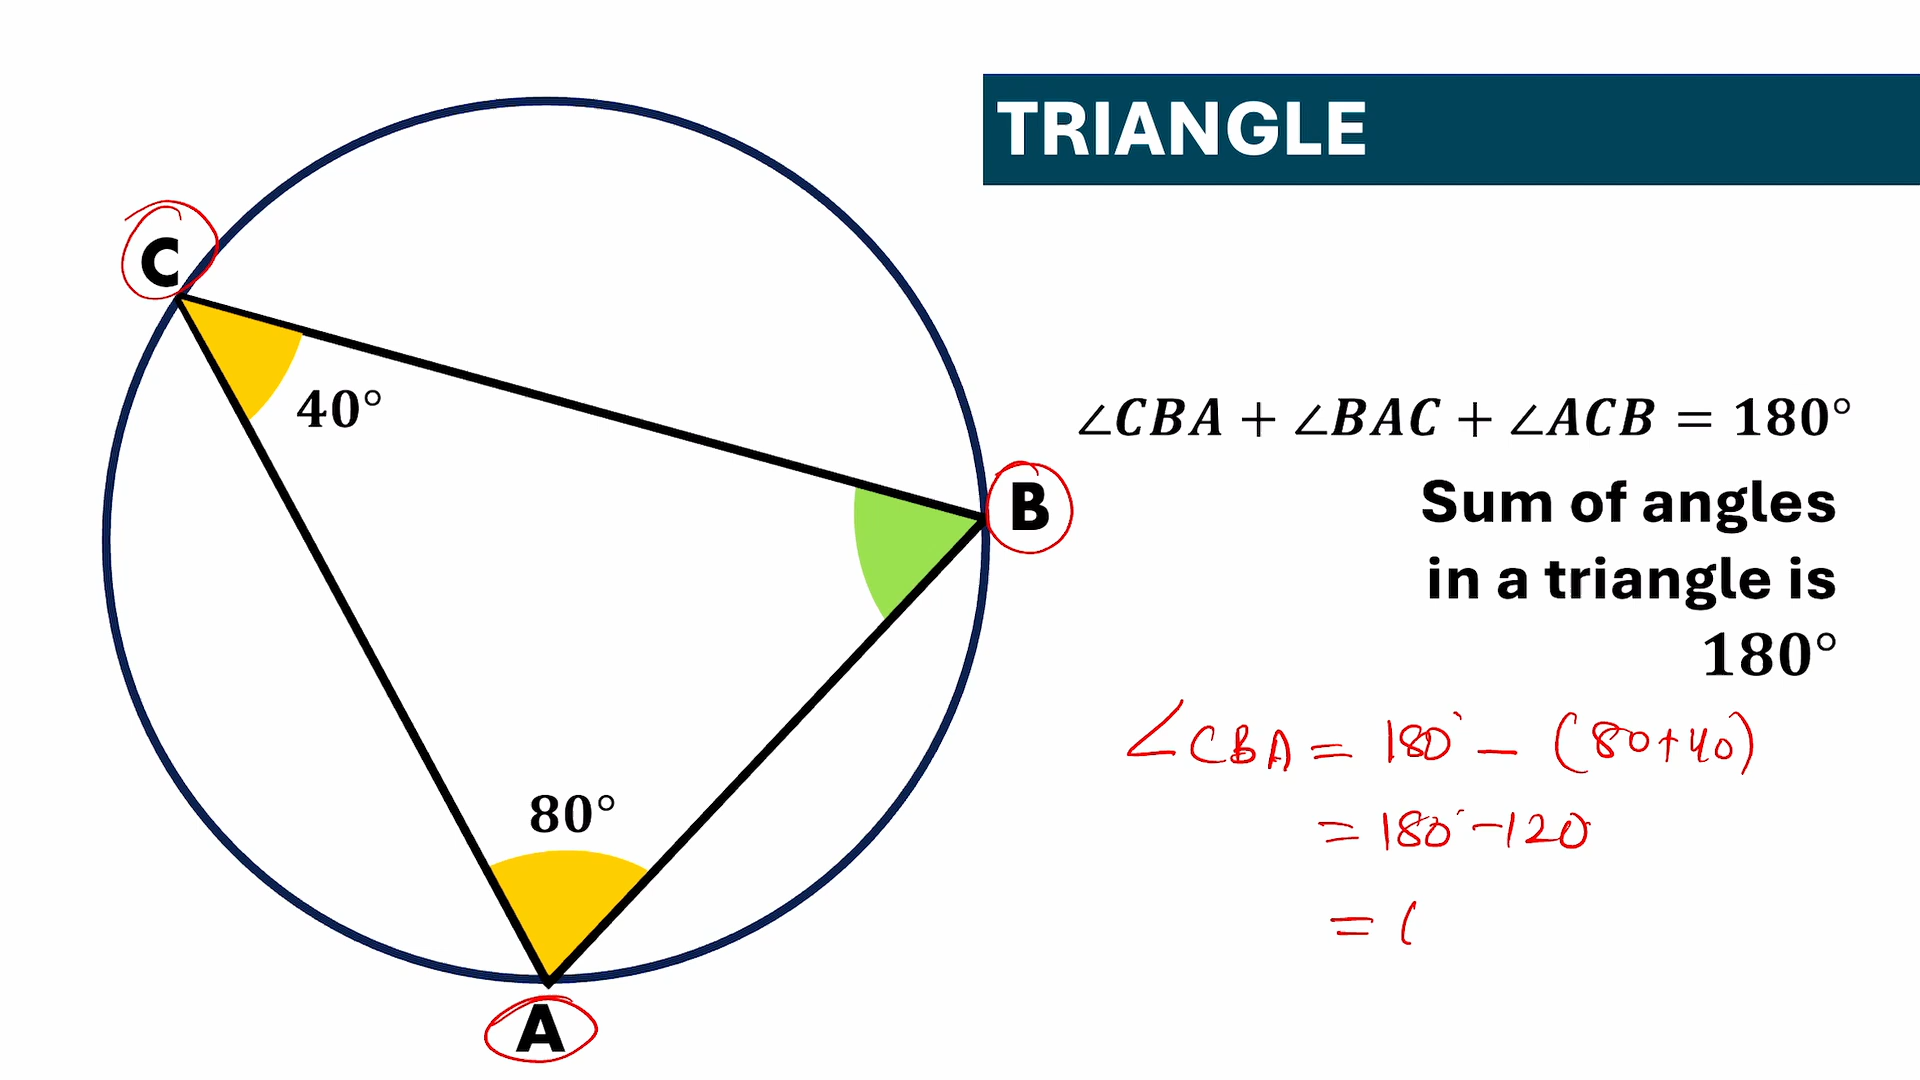 TRIANGLE
C
40°
∠CBA + ∠BAC + ∠ACB = 180°
B
Sum of angles
in a triangle is
180°
∠CBA = 180° - (80+40)
= 180° - 120
80°
= (
A